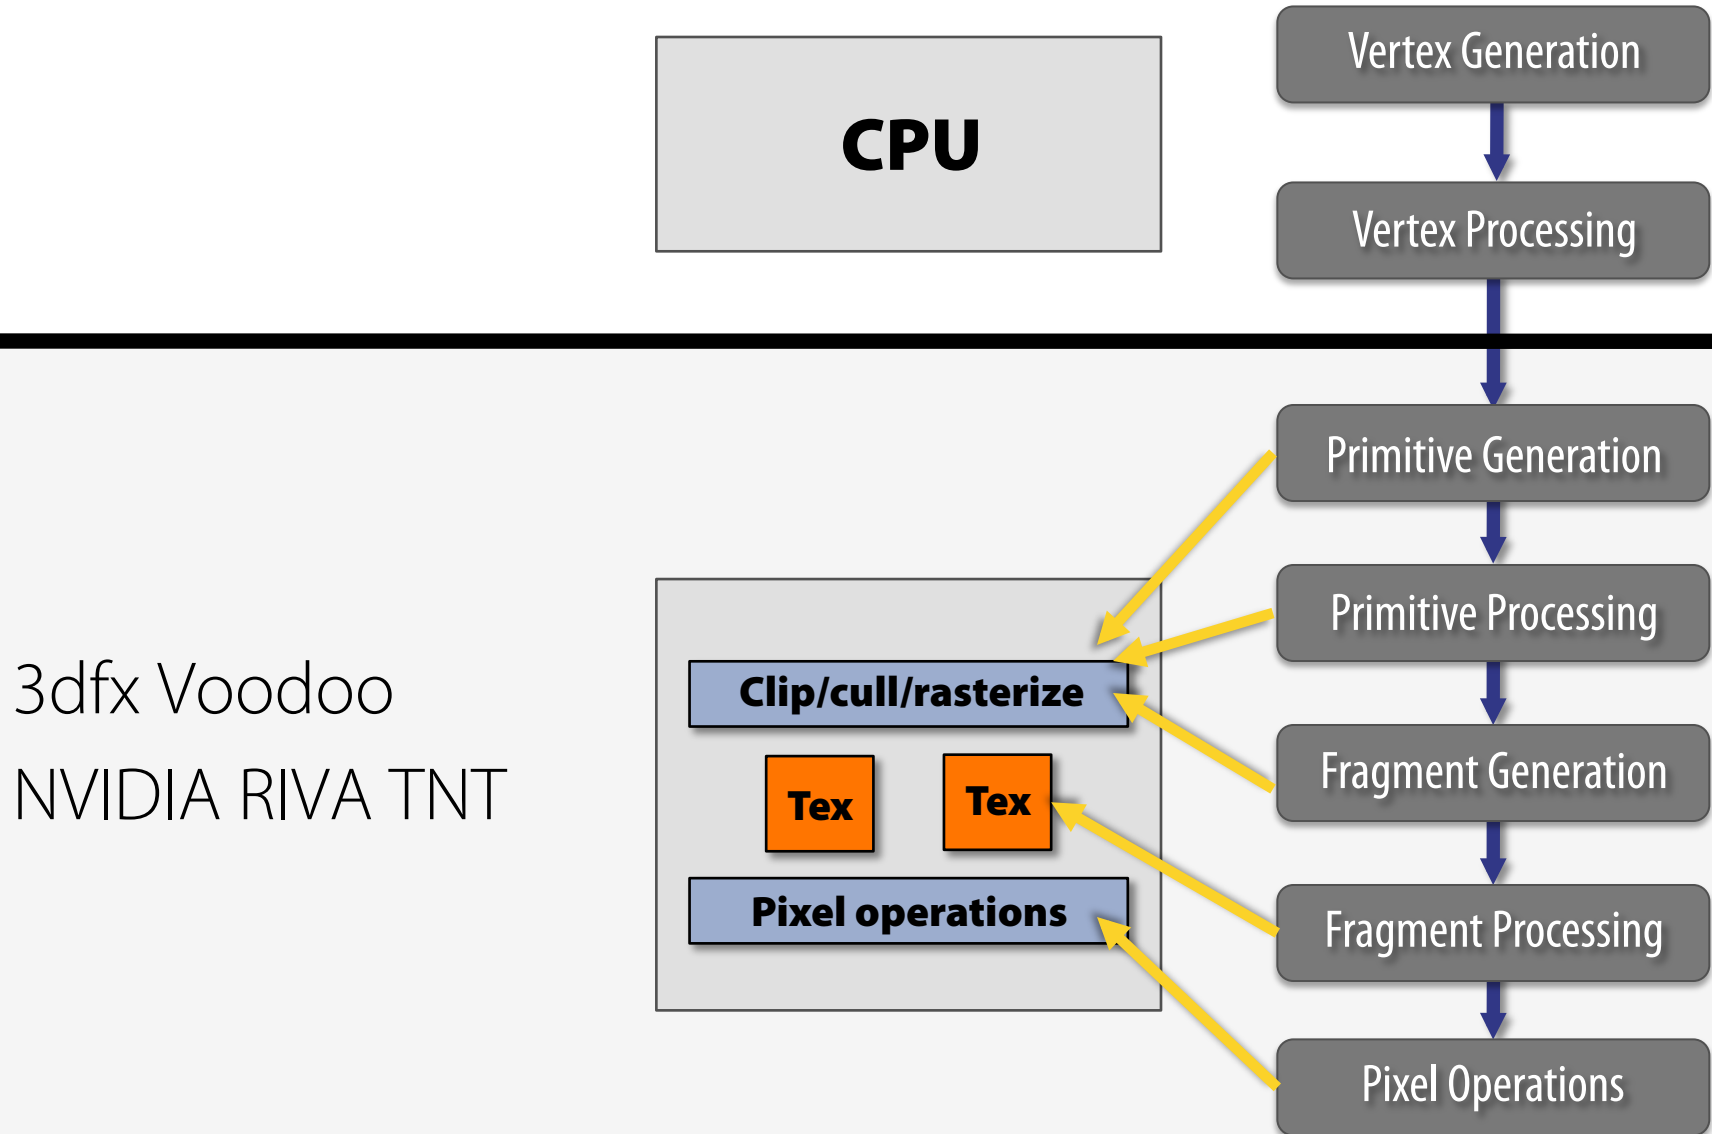 CPU
Vertex Generation
Vertex Processing
3dfx Voodoo
NVIDIA RIVA TNT
Clip/cull/rasterize
Tex
Tex
Pixel operations
Primitive Generation
Primitive Processing
Fragment Generation
Fragment Processing
Pixel Operations